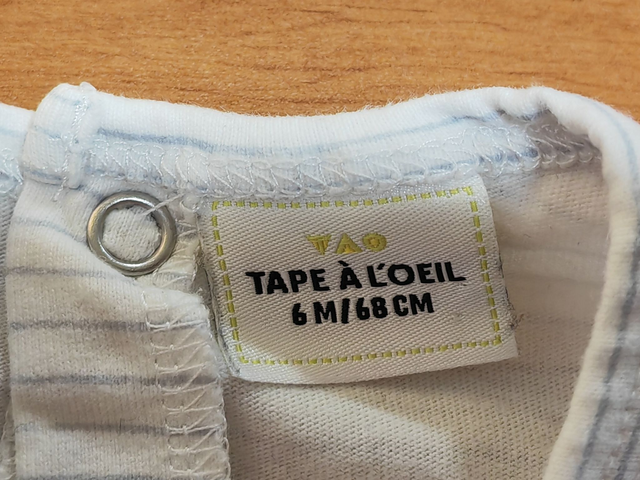 TAO
TAPE À L'OEIL
6 M/68 CM